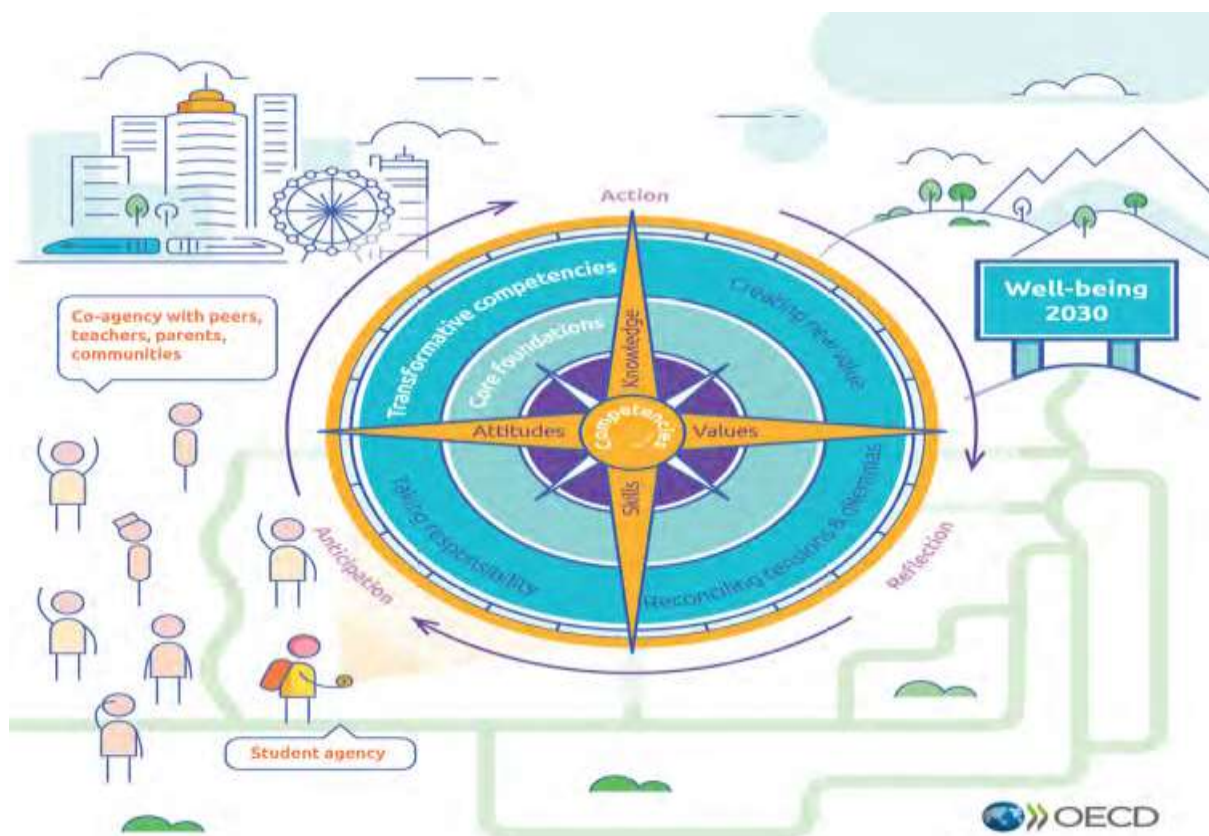 Action
Transformative competencies
Creating new value
Core foundations
Knowledge
Well-being
2030
Co-agency with peers,
teachers, parents,
communities
Attitudes
Competencies
Values
Skills
Taking responsibility
Reconciling tensions & dilemmas
Anticipation
Reflection
Student agency
OECD